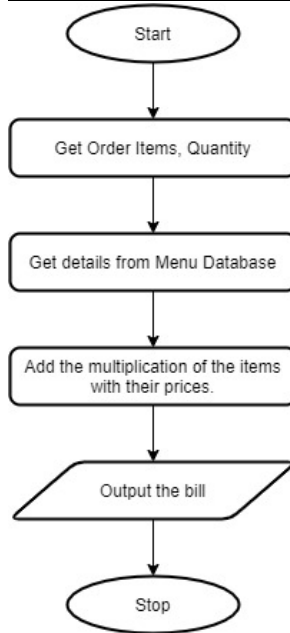 Start
Get Order Items, Quantity
Get details from Menu Database
Add the multiplication of the items
with their prices.
Output the bill
Stop